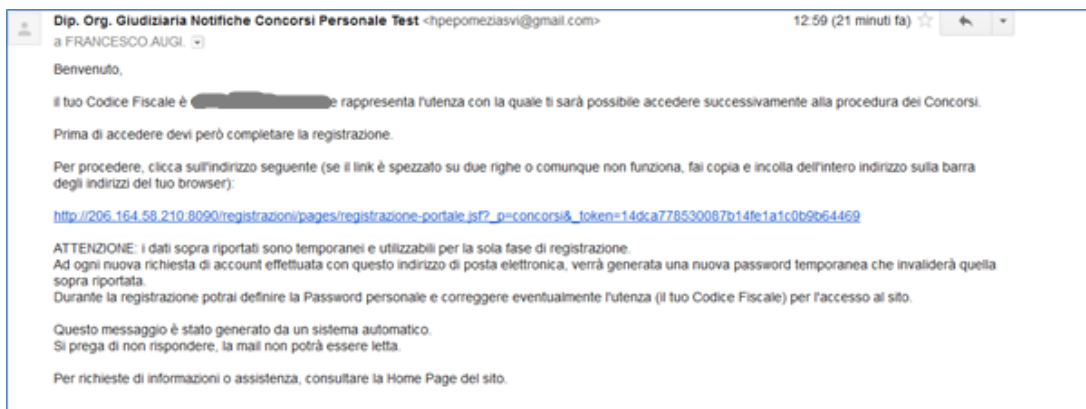 Dip. Org. Giudiziaria Notifiche Concorsi Personale Test <hpepomeziasvi@gmail.com>
12:59 (21 minuti fa)
a FRANCESCO.AUGI.
Benvenuto,
il tuo Codice Fiscale è e rappresenta l'utenza con la quale ti sarà possibile accedere successivamente alla procedura dei Concorsi.
Prima di accedere devi però completare la registrazione.
Per procedere, clicca sull'indirizzo seguente (se il link è spezzato su due righe o comunque non funziona, fai copia e incolla dell'intero indirizzo sulla barra
degli indirizzi del tuo browser):
http://206.164.58.210:8090/registrazioni/pages/registrazione-portale.jsf?_p=concorsi&_token=14dca778530087b14fe1a1c0b9b64469
ATTENZIONE: i dati sopra riportati sono temporanei e utilizzabili per la sola fase di registrazione.
Ad ogni nuova richiesta di account effettuata con questo indirizzo di posta elettronica, verrà generata una nuova password temporanea che invaliderà quella
sopra riportata.
Durante la registrazione potrai definire la Password personale e correggere eventualmente l'utenza (il tuo Codice Fiscale) per l'accesso al sito.
Questo messaggio è stato generato da un sistema automatico.
Si prega di non rispondere, la mail non potrà essere letta.
Per richieste di informazioni o assistenza, consultare la Home Page del sito.